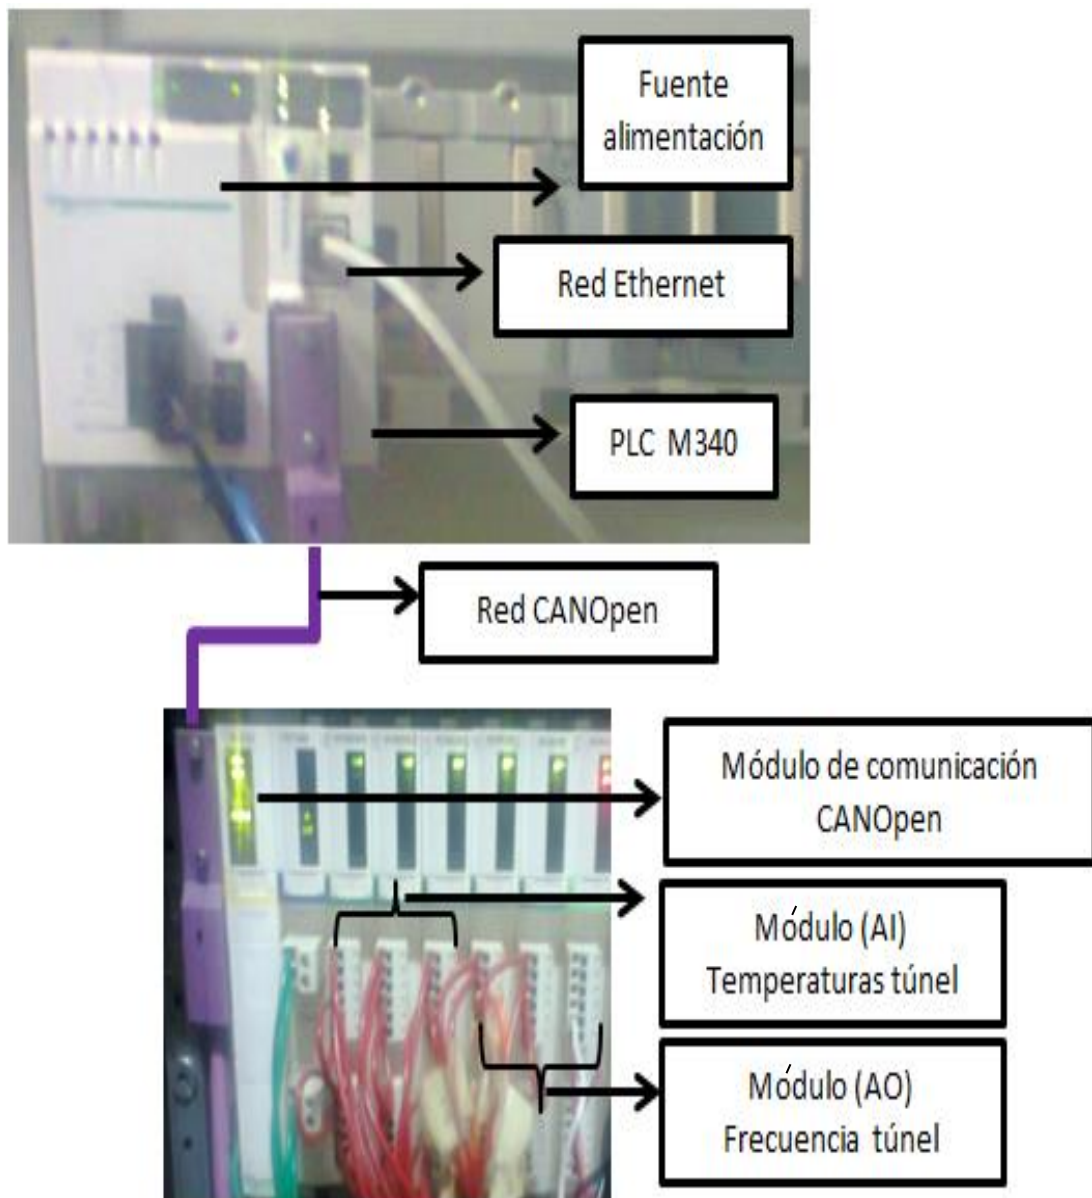 Fuente
alimentación
Red Ethernet
PLC M340
Red CANOpen
Módulo de comunicación
CANOpen
Módulo (AI)
Temperaturas túnel
Módulo (AO)
Frecuencia túnel